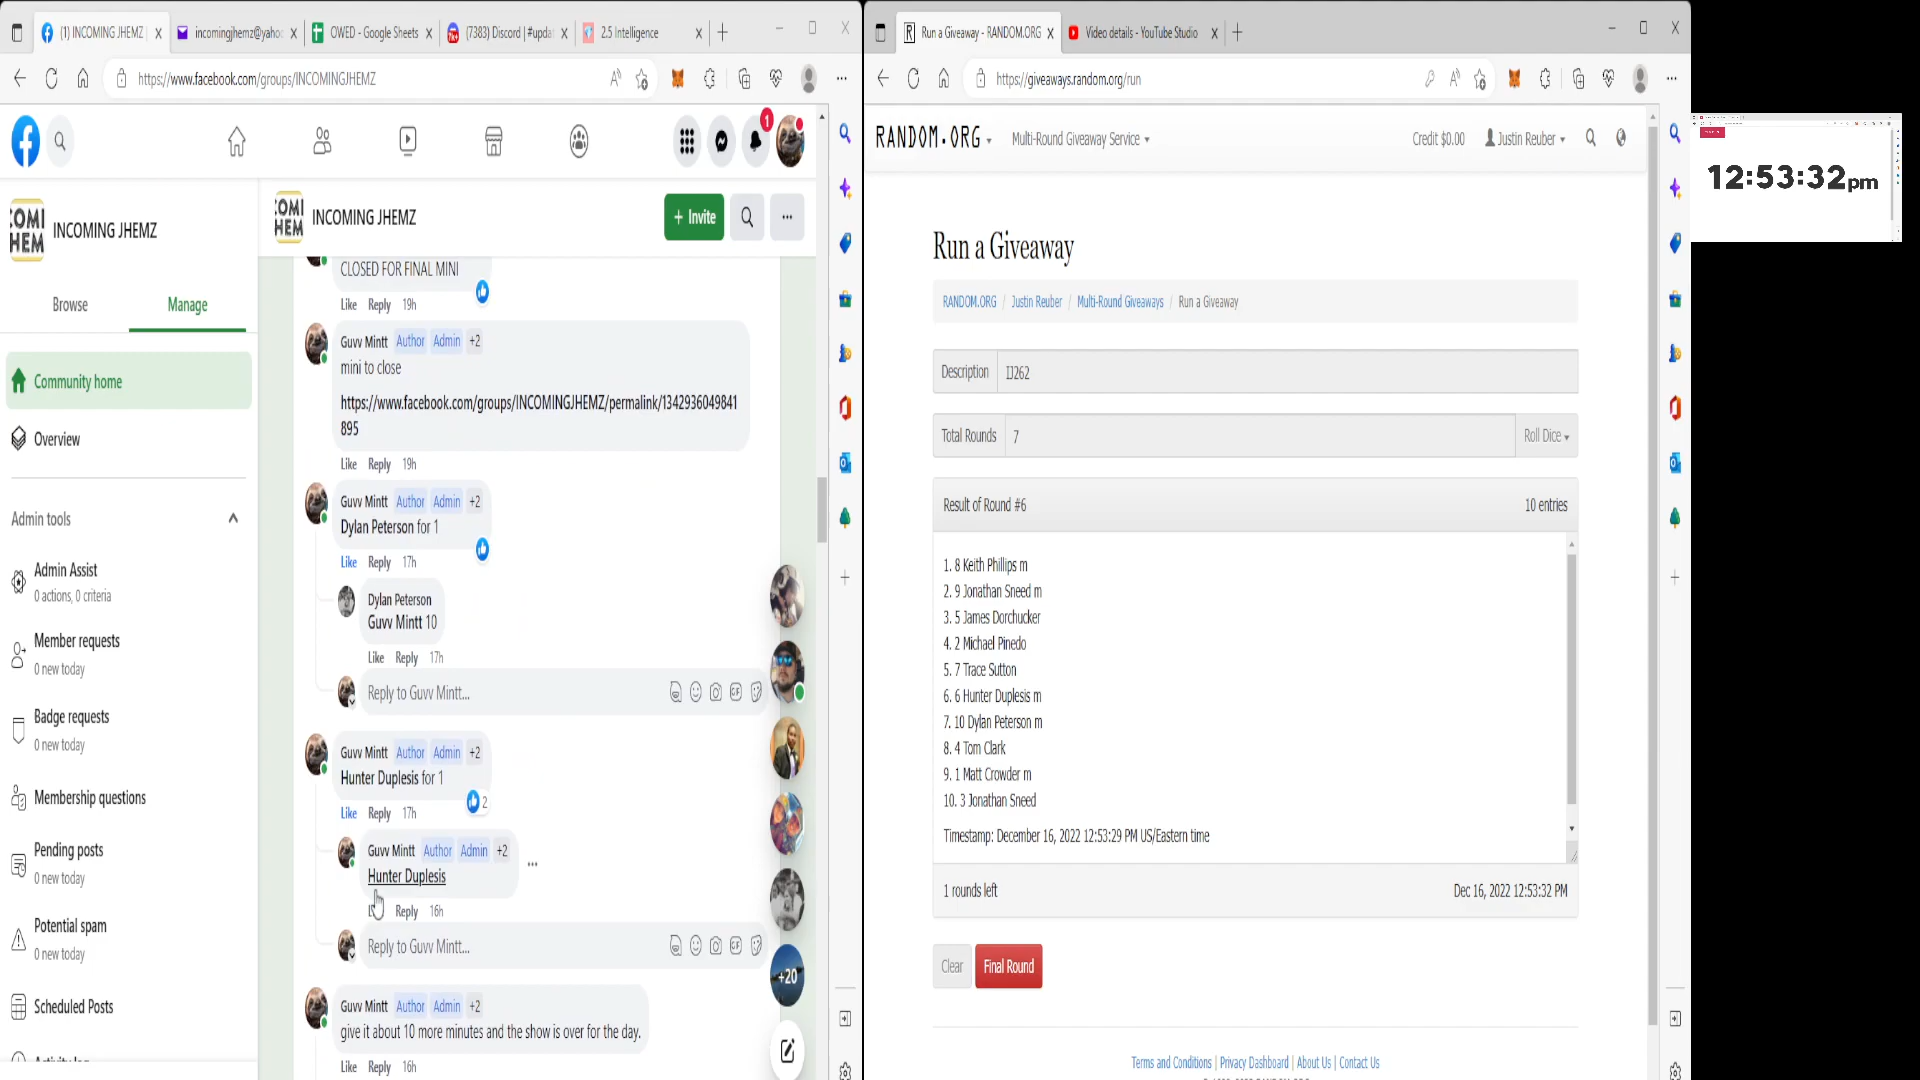 (1) INCOMING JHEMZ
incomingjhemz@yaho
OWED - Google Sheets
(7383) Discord | #upda
2.5 Intelligence
https://www.facebook.com/groups/INCOMINGJHEMZ
1
INCOMING JHEMZ
Browse
Manage
Community home
Overview
Admin tools
Admin Assist
0 actions, 0 criteria
Member requests
0 new today
Badge requests
0 new today
Membership questions
Pending posts
0 new today
Potential spam
0 new today
Scheduled Posts
INCOMING JHEMZ
+ Invite
CLOSED FOR FINAL MINI
Like Reply 19h
Guvv Mintt Author Admin +2
mini to close
https://www.facebook.com/groups/INCOMINGJHEMZ/permalink/1342936049841
895
Like Reply 19h
Guvv Mintt Author Admin +2
Dylan Peterson for 1
Like Reply 17h
Dylan Peterson
Guvv Mintt 10
Like Reply 17h
Reply to Guvv Mintt...
Guvv Mintt Author Admin +2
Hunter Duplesis for 1
2
Like Reply 17h
Guvv Mintt Author Admin +2
Hunter Duplesis
Reply 16h
Reply to Guvv Mintt...
Guvv Mintt Author Admin +2
give it about 10 more minutes and the show is over for the day.
Like Reply 16h
+20
Run a Giveaway - RANDOM.ORG
Video details - YouTube Studio
https://giveaways.random.org/run
RANDOM.ORG
Multi-Round Giveaway Service
Credit $0.00
Justin Reuber
Run a Giveaway
RANDOM.ORG / Justin Reuber / Multi-Round Giveaways / Run a Giveaway
Description IJ262
Total Rounds 7 Roll Dice
Result of Round #6 10 entries
1. 8 Keith Phillips m
2. 9 Jonathan Sneed m
3. 5 James Dorchucker
4. 2 Michael Pinedo
5. 7 Trace Sutton
6. 6 Hunter Duplesis m
7. 10 Dylan Peterson m
8. 4 Tom Clark
9. 1 Matt Crowder m
10. 3 Jonathan Sneed
Timestamp: December 16, 2022 12:53:29 PM US/Eastern time
1 rounds left Dec 16, 2022 12:53:32 PM
Clear Final Round
Terms and Conditions | Privacy Dashboard | About Us | Contact Us
12:53:32pm